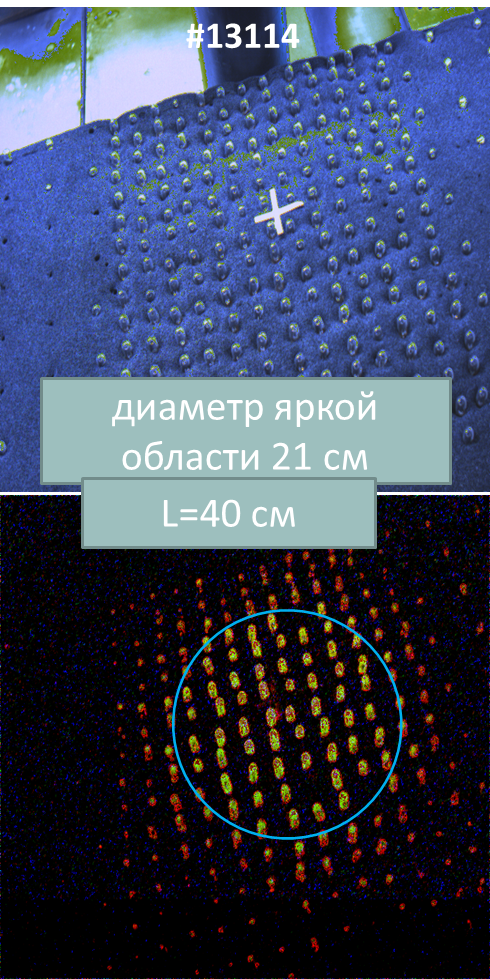 #13114
диаметр яркой
области 21 см
L=40 см